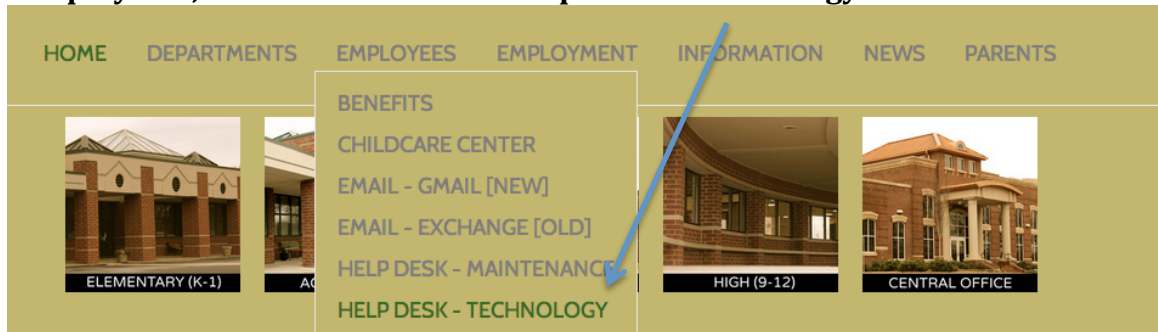 HOME DEPARTMENTS EMPLOYEES EMPLOYMENT INFORMATION NEWS PARENTS
BENEFITS
CHILDCARE CENTER
EMAIL - GMAIL [NEW]
EMAIL - EXCHANGE [OLD]
HELP DESK - MAINTENANCE
HELP DESK - TECHNOLOGY
ELEMENTARY (K-1)
HIGH (9-12)
CENTRAL OFFICE